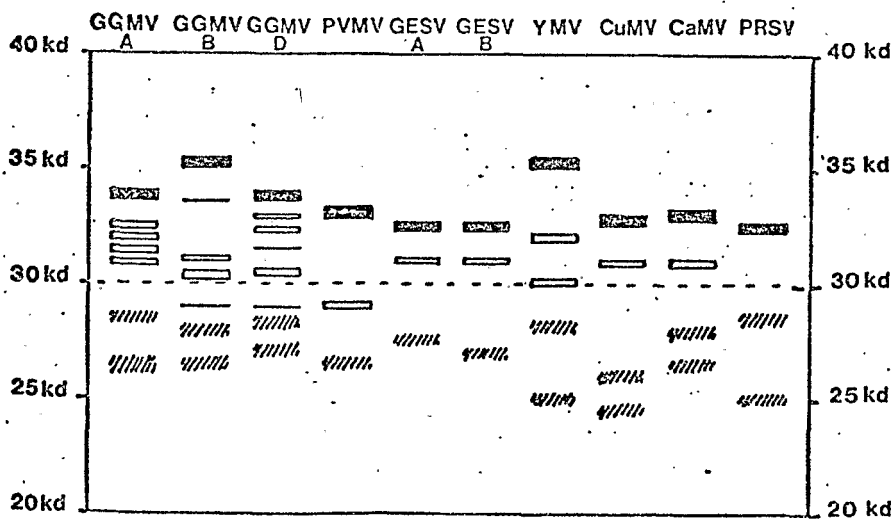 GGMV GGMV GGMV PVMV GESV GESV YMV CuMV CaMV PRSV
A B D A B
40 kd 40 kd
35 kd 35 kd
30 kd 30 kd
25 kd 25 kd
20 kd 20 kd